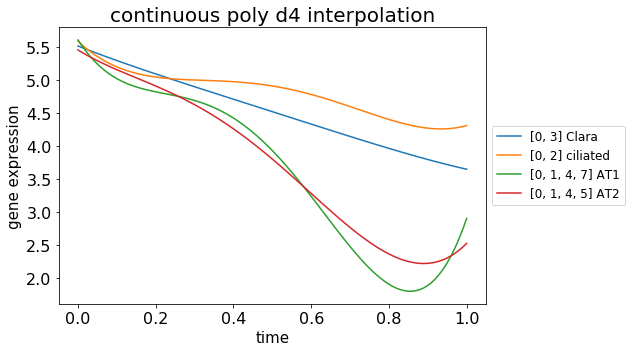 continuous poly d4 interpolation
gene expression
5.5
5.0
4.5
4.0
3.5
3.0
2.5
2.0
0.0 0.2 0.4 0.6 0.8 1.0
time
[0, 3] Clara
[0, 2] ciliated
[0, 1, 4, 7] AT1
[0, 1, 4, 5] AT2